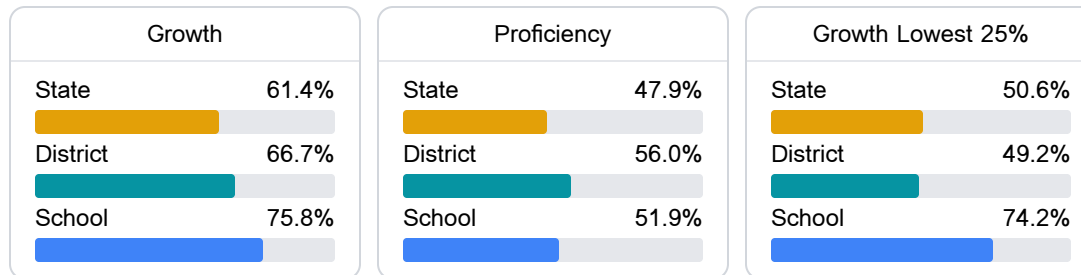 Growth
State 61.4%
District 66.7%
School 75.8%
Proficiency
State 47.9%
District 56.0%
School 51.9%
Growth Lowest 25%
State 50.6%
District 49.2%
School 74.2%